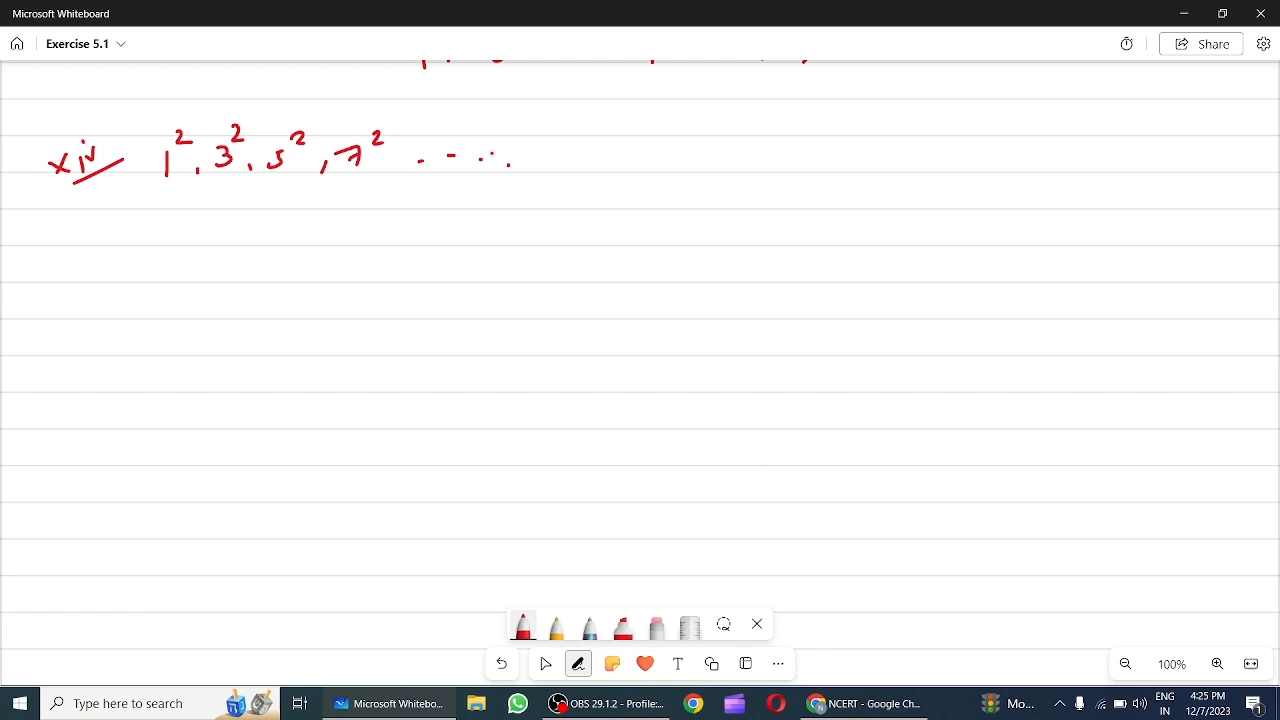 Microsoft Whiteboard
Exercise 5.1
Share
xiv 1², 3², 5², 7² ......
T
100%
Type here to search
Microsoft Whitebo...
OBS 29.1.2 - Profile...
NCERT - Google Ch...
Mo...
ENG
IN
4:25 PM
12/7/2023